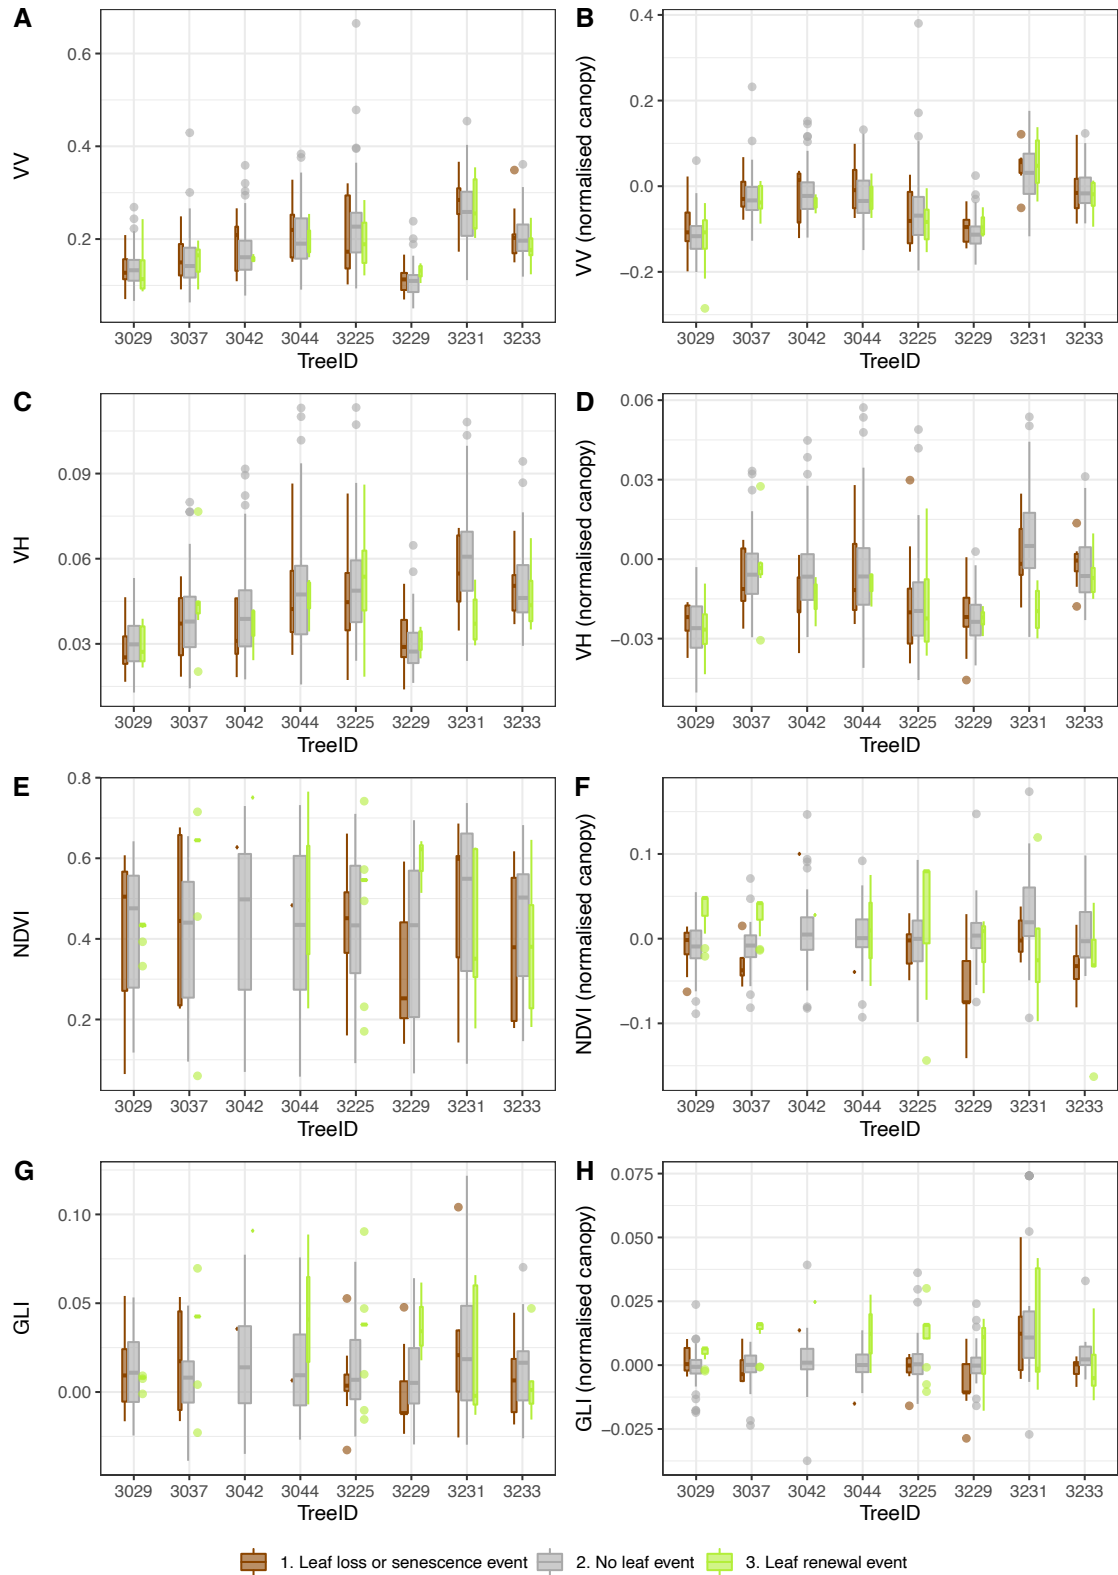 A
B
VV
0.6
0.4
0.2
3029 3037 3042 3044 3225 3229 3231 3233
TreeID
VV (normalised canopy)
0.4
0.2
0.0
−0.2
3029 3037 3042 3044 3225 3229 3231 3233
TreeID
C
D
VH
0.09
0.06
0.03
3029 3037 3042 3044 3225 3229 3231 3233
TreeID
VH (normalised canopy)
0.06
0.03
0.00
−0.03
3029 3037 3042 3044 3225 3229 3231 3233
TreeID
E
F
NDVI
0.8
0.6
0.4
0.2
3029 3037 3042 3044 3225 3229 3231 3233
TreeID
NDVI (normalised canopy)
0.1
0.0
−0.1
3029 3037 3042 3044 3225 3229 3231 3233
TreeID
G
H
GLI
0.10
0.05
0.00
3029 3037 3042 3044 3225 3229 3231 3233
TreeID
GLI (normalised canopy)
0.075
0.050
0.025
0.000
−0.025
3029 3037 3042 3044 3225 3229 3231 3233
TreeID
1. Leaf loss or senescence event 2. No leaf event 3. Leaf renewal event